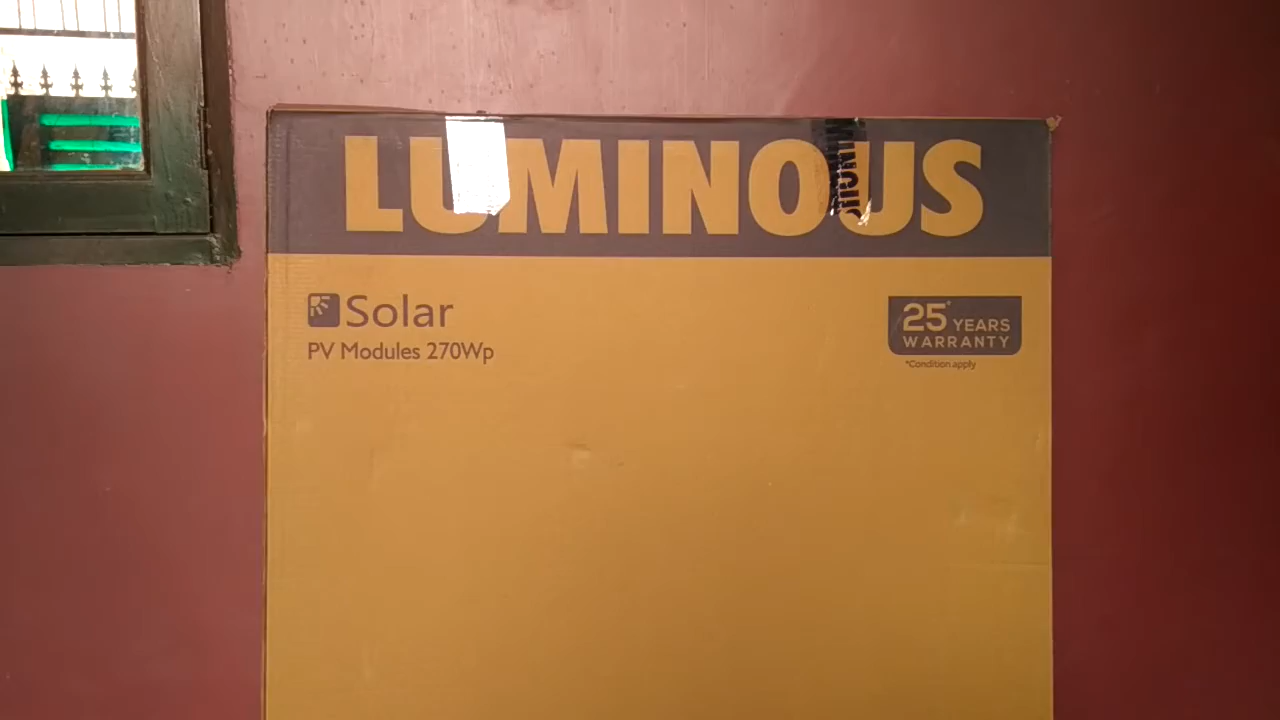 LUMINOUS
Solar
PV Modules 270Wp
25* YEARS
WARRANTY
*Condition apply